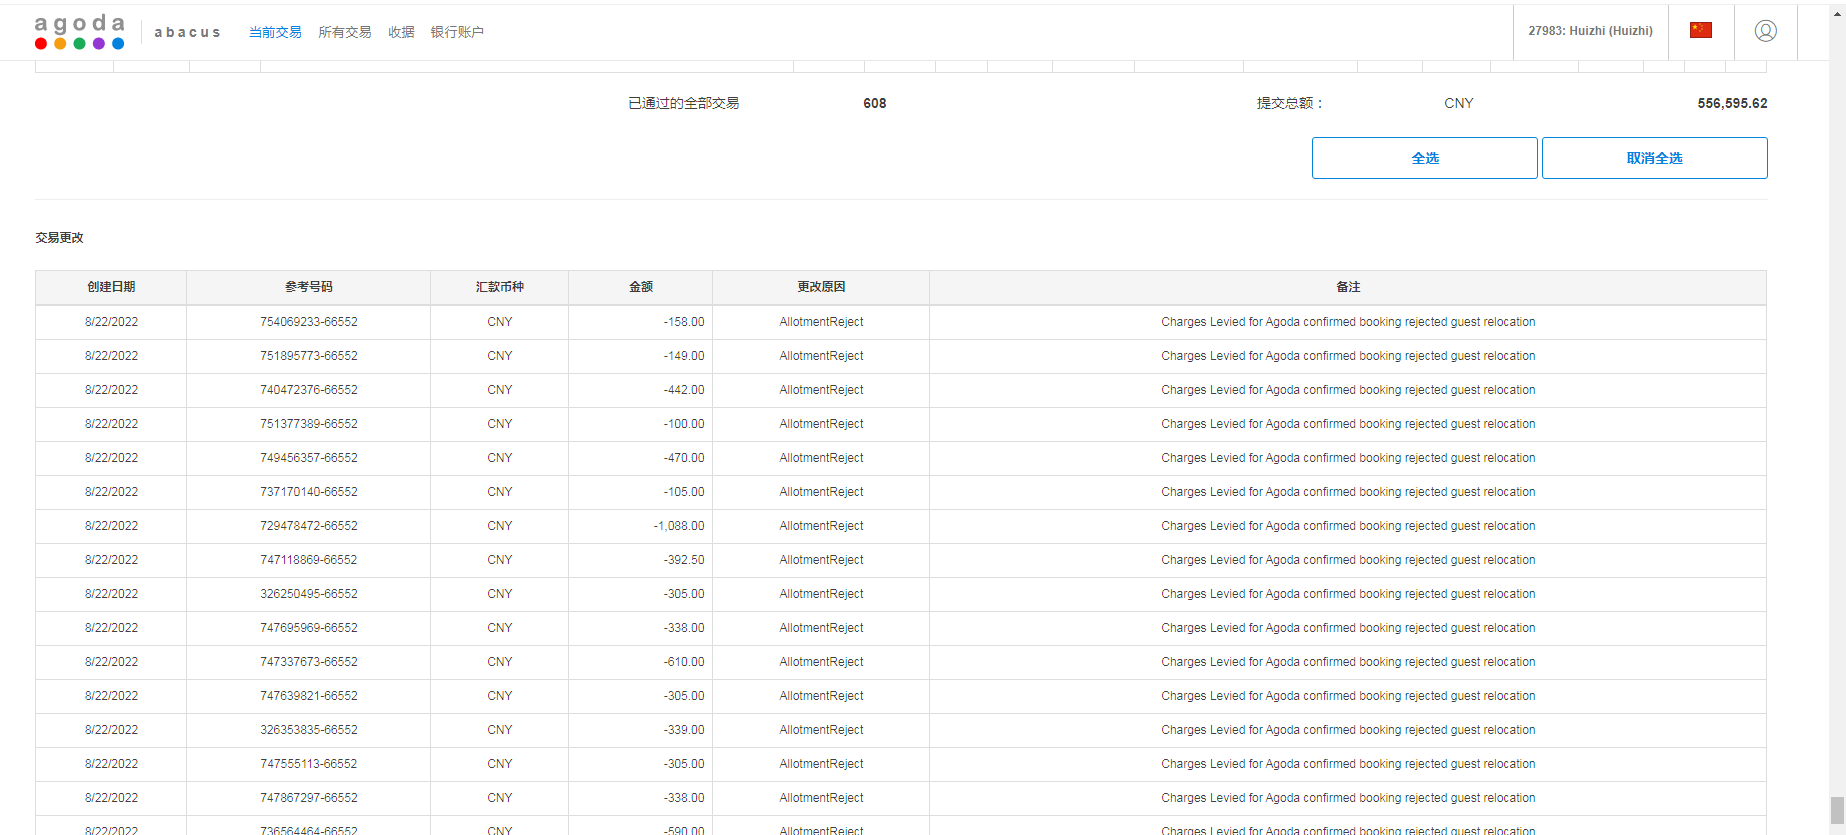 agoda abacus 当前交易 所有交易 收据 银行账户 27983: Huizhi (Huizhi)
已通过的全部交易 608 提交总额： CNY 556,595.62
全选 取消全选
交易更改
创建日期 参考号码 汇款币种 金额 更改原因 备注
8/22/2022 754069233-66552 CNY -158.00 AllotmentReject Charges Levied for Agoda confirmed booking rejected guest relocation
8/22/2022 751895773-66552 CNY -149.00 AllotmentReject Charges Levied for Agoda confirmed booking rejected guest relocation
8/22/2022 740472376-66552 CNY -442.00 AllotmentReject Charges Levied for Agoda confirmed booking rejected guest relocation
8/22/2022 751377389-66552 CNY -100.00 AllotmentReject Charges Levied for Agoda confirmed booking rejected guest relocation
8/22/2022 749456357-66552 CNY -470.00 AllotmentReject Charges Levied for Agoda confirmed booking rejected guest relocation
8/22/2022 737170140-66552 CNY -105.00 AllotmentReject Charges Levied for Agoda confirmed booking rejected guest relocation
8/22/2022 729478472-66552 CNY -1,088.00 AllotmentReject Charges Levied for Agoda confirmed booking rejected guest relocation
8/22/2022 747118869-66552 CNY -392.50 AllotmentReject Charges Levied for Agoda confirmed booking rejected guest relocation
8/22/2022 326250495-66552 CNY -305.00 AllotmentReject Charges Levied for Agoda confirmed booking rejected guest relocation
8/22/2022 747695969-66552 CNY -338.00 AllotmentReject Charges Levied for Agoda confirmed booking rejected guest relocation
8/22/2022 747337673-66552 CNY -610.00 AllotmentReject Charges Levied for Agoda confirmed booking rejected guest relocation
8/22/2022 747639821-66552 CNY -305.00 AllotmentReject Charges Levied for Agoda confirmed booking rejected guest relocation
8/22/2022 326353835-66552 CNY -339.00 AllotmentReject Charges Levied for Agoda confirmed booking rejected guest relocation
8/22/2022 747555113-66552 CNY -305.00 AllotmentReject Charges Levied for Agoda confirmed booking rejected guest relocation
8/22/2022 747867297-66552 CNY -338.00 AllotmentReject Charges Levied for Agoda confirmed booking rejected guest relocation
8/22/2022 736564464-66552 CNY -590.00 AllotmentReject Charges Levied for Agoda confirmed booking rejected guest relocation